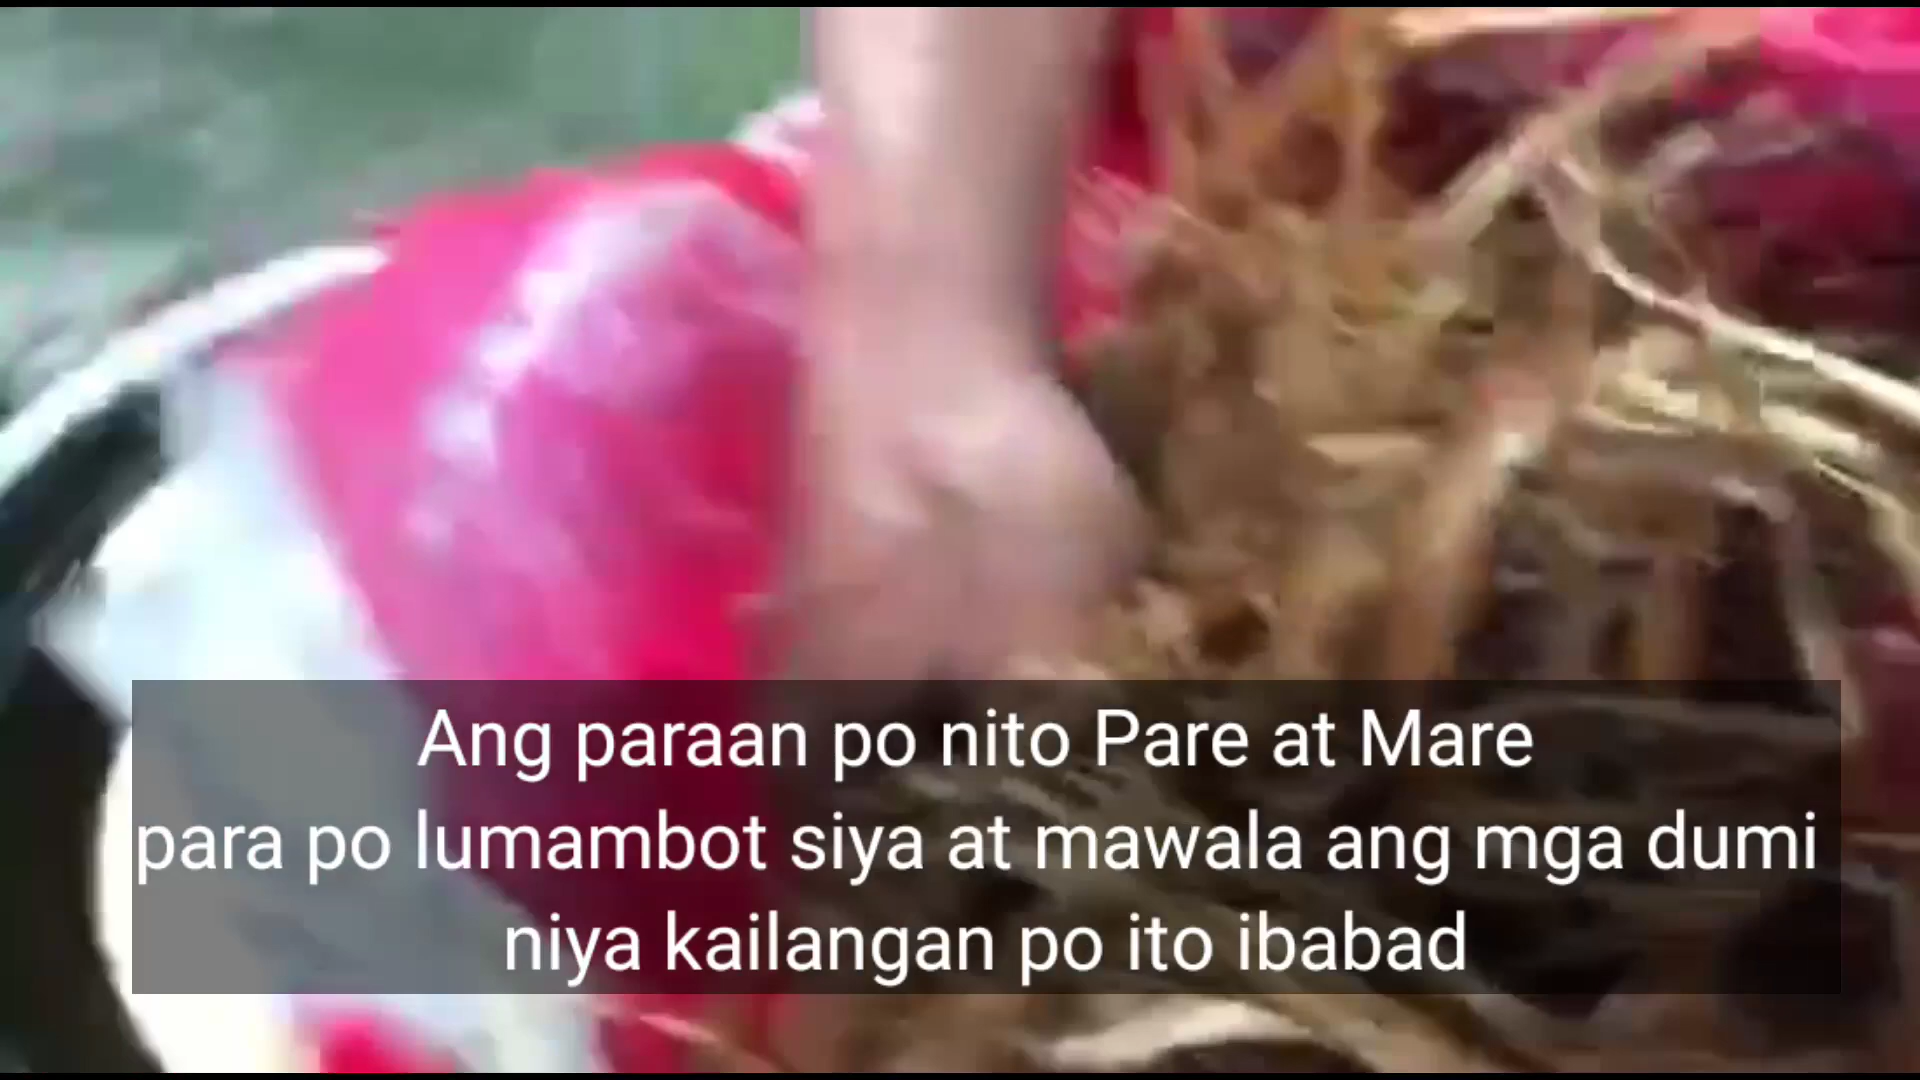 Ang paraan po nito Pare at Mare
para po lumambot siya at mawala ang mga dumi
niya kailangan po ito ibabad